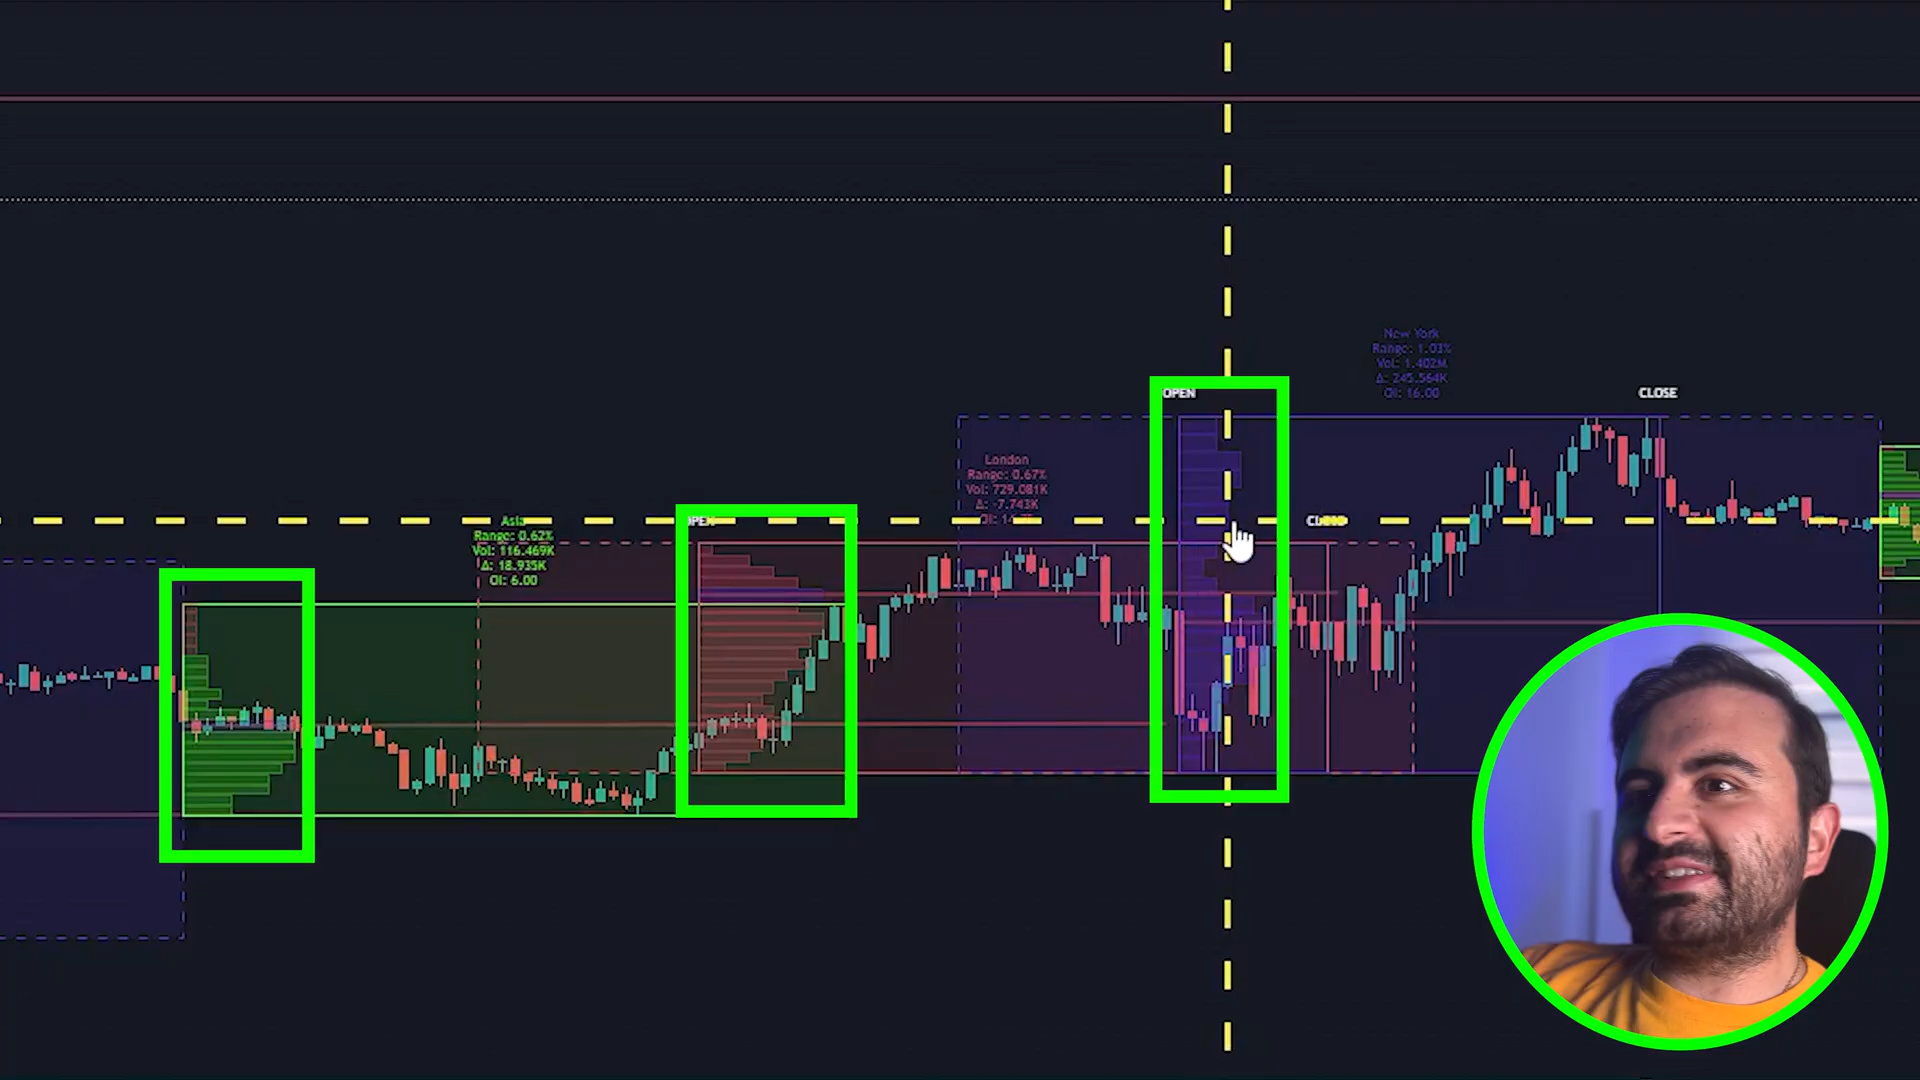 New York
Range: 1.03%
Vol: 1.402M
Δ: 245.564K
OI: 16.00
OPEN
CLOSE
London
Range: 0.67%
Vol: 729.081K
Δ: -7.743K
Asia
Range: 0.62%
Vol: 116.469K
Δ: 18.935K
OI: 6.00